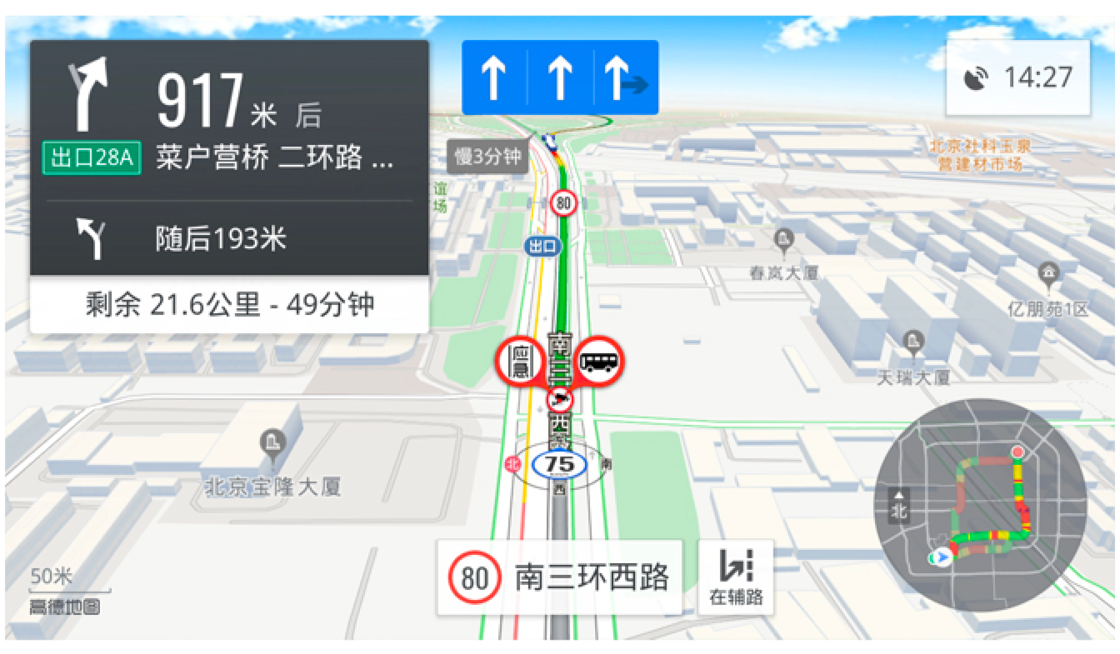 917米 后
出口28A
菜户营桥 二环路 ...
随后193米
剩余 21.6公里 - 49分钟
14:27
慢3分钟
谊
场
80
出口
北京社科玉泉
营建材市场
春岚大厦
亿朋苑1区
天瑞大厦
应急
南三
西
75
北
南
西
北京宝隆大厦
北
50米
高德地图
80
南三环西路
在辅路